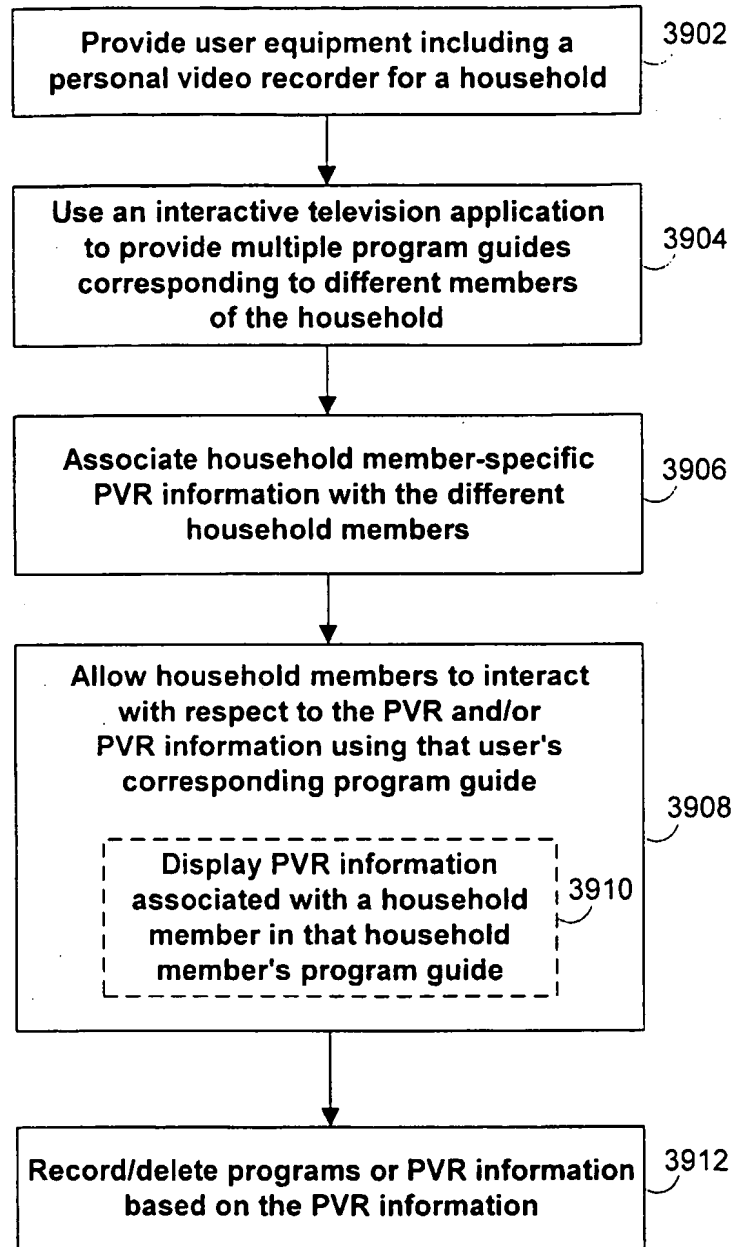 Provide user equipment including a
personal video recorder for a household
3902
Use an interactive television application
to provide multiple program guides
corresponding to different members
of the household
3904
Associate household member-specific
PVR information with the different
household members
3906
Allow household members to interact
with respect to the PVR and/or
PVR information using that user's
corresponding program guide
3908
Display PVR information
associated with a household
member in that household
member's program guide
3910
Record/delete programs or PVR information
based on the PVR information
3912